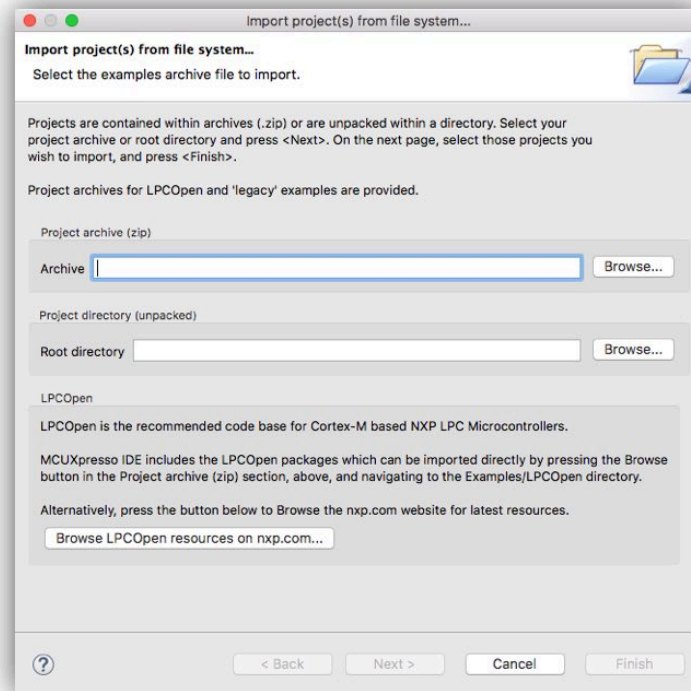 Import project(s) from file system...
Import project(s) from file system...
Select the examples archive file to import.
Projects are contained within archives (.zip) or are unpacked within a directory. Select your
project archive or root directory and press <Next>. On the next page, select those projects you
wish to import, and press <Finish>.
Project archives for LPCOpen and 'legacy' examples are provided.
Project archive (zip)
Archive
Browse...
Project directory (unpacked)
Root directory
Browse...
LPCOpen
LPCOpen is the recommended code base for Cortex-M based NXP LPC Microcontrollers.
MCUXpresso IDE includes the LPCOpen packages which can be imported directly by pressing the Browse
button in the Project archive (zip) section, above, and navigating to the Examples/LPCOpen directory.
Alternatively, press the button below to Browse the nxp.com website for latest resources.
Browse LPCOpen resources on nxp.com...
?
< Back
Next >
Cancel
Finish